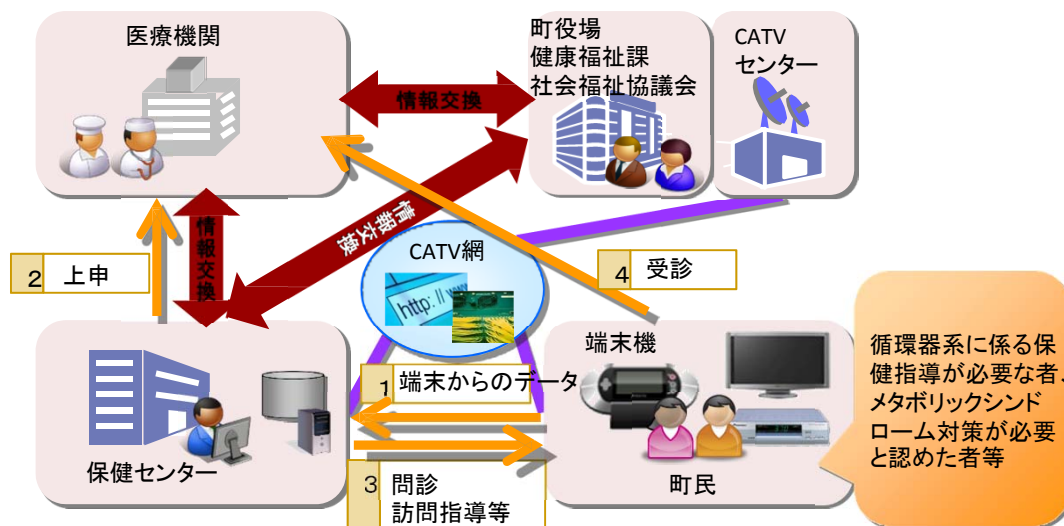 医療機関
町役場
健康福祉課
社会福祉協議会
CATV
センター
情報交換
情報交換
情報交換
2 上申
CATV網
http://ww
4 受診
1 端末からのデータ
端末機
保健センター
3 問診
訪問指導等
町民
循環器系に係る保
健指導が必要な者、
メタボリックシンド
ローム対策が必要
と認めた者等